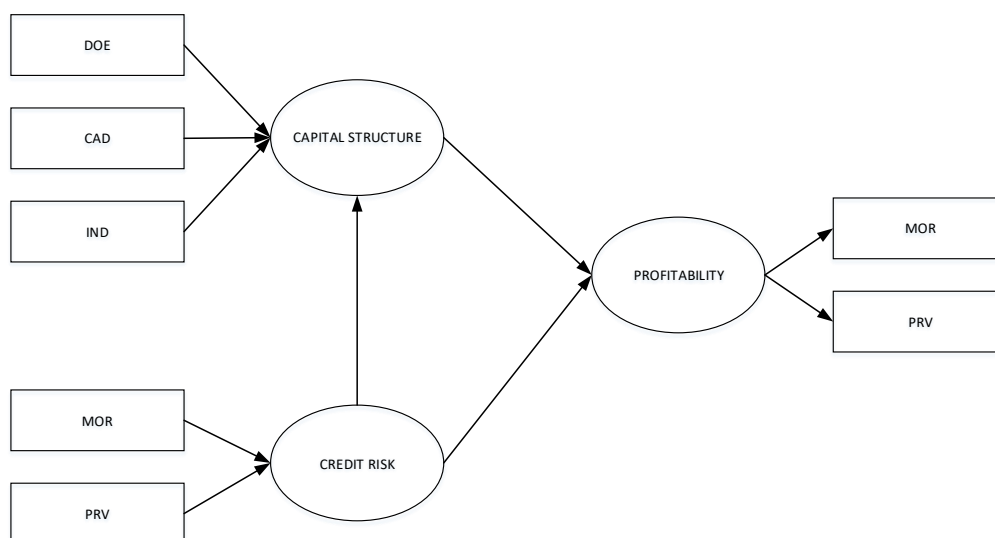 DOE
CAD
IND
CAPITAL STRUCTURE
MOR
PRV
CREDIT RISK
PROFITABILITY
MOR
PRV